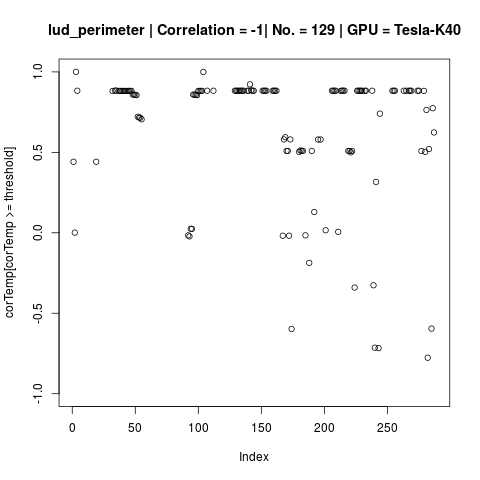 lud_perimeter | Correlation = -1| No. = 129 | GPU = Tesla-K40
corTemp[corTemp >= threshold]
1.0
0.5
0.0
-0.5
-1.0
0 50 100 150 200 250
Index